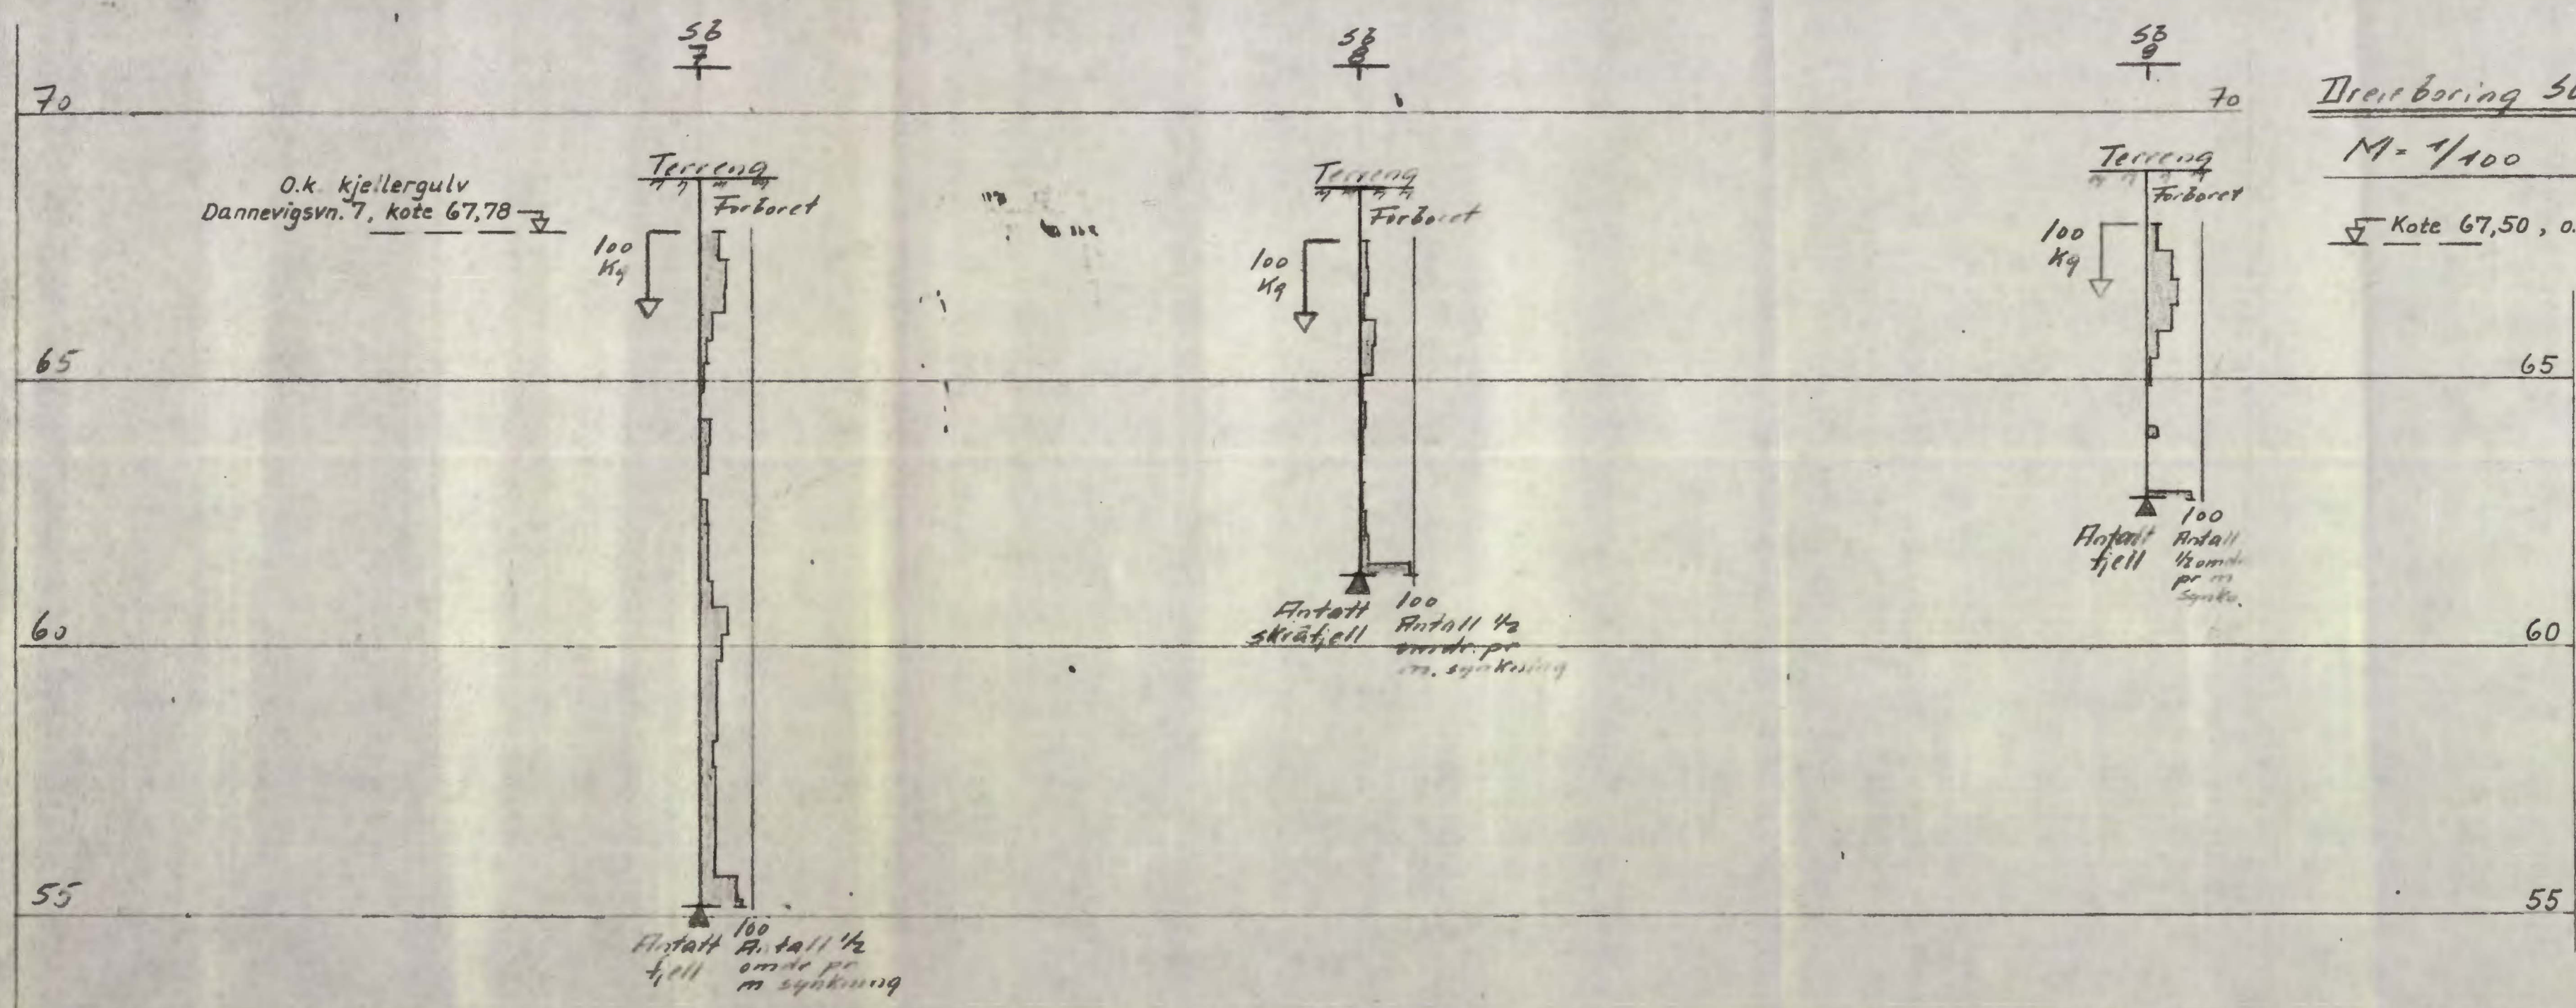 Sb
7
Sb
8
Sb
9
70
70
Dreieboring Sb
M = 1/100
Kote 67,50, o.
O.k. kjellergulv
Dannevigsvn. 7, kote 67,78
Terreng
Forboret
100
Kg
Terreng
Forboret
100
Kg
Terreng
Forboret
100
Kg
65
65
Antatt
fjell
100
Antall
1/2 omdr.
pr m
synkn.
Antatt
skråfjell
100
Antall 1/2
omdr. pr
m. synkning
60
60
55
55
Antatt
fjell
100
Antall 1/2
omdr pr
m synkning